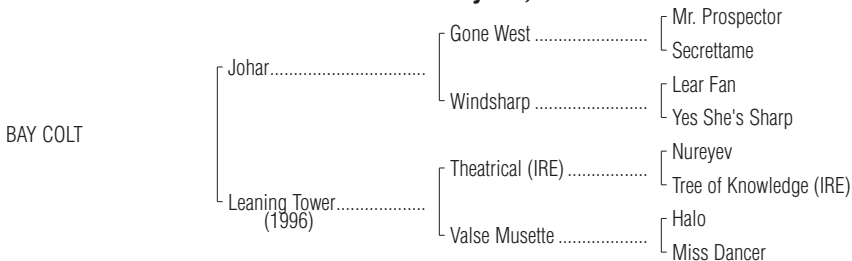 Mr. Prospector
Gone West
Secrettame
Johar
Lear Fan
Windsharp
Yes She's Sharp
BAY COLT
Nureyev
Theatrical (IRE)
Tree of Knowledge (IRE)
Leaning Tower
(1996)
Halo
Valse Musette
Miss Dancer